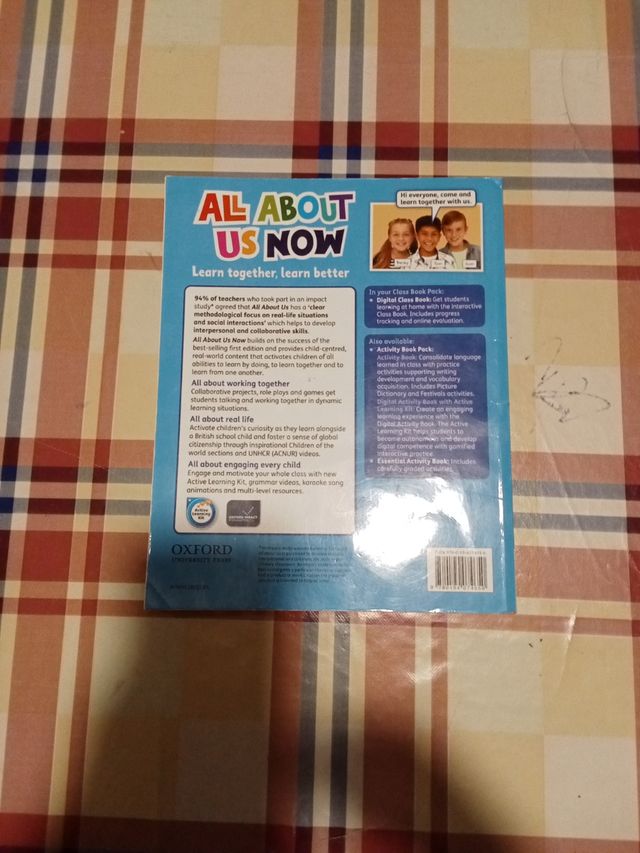 ALL ABOUT
US NOW
Learn together, learn better
Hi everyone, come and
learn together with us.
94% of teachers who took part in an impact
study* agreed that All About Us has a 'clear
methodological focus on real-life situations
and social interactions' which helps to develop
interpersonal and collaborative skills.
All About Us Now builds on the success of the
best-selling first edition and provides child-centred,
real-world content that activates children of all
abilities to learn by doing, to learn together and to
learn from one another.
All about working together
Collaborative projects, role plays and games get
students talking and working together in dynamic
learning situations.
All about real life
Activate children's curiosity as they learn alongside
a British school child and foster a sense of global
citizenship through inspirational Children of the
world sections and UNHCR (ACNUR) videos.
All about engaging every child
Engage and motivate your whole class with new
Active Learning Kit, grammar videos, karaoke song
animations and multi-level resources.
Active
Learning
Kit
OXFORD
UNIVERSITY PRESS
In your Class Book Pack:
• Digital Class Book: Get students
learning at home with the interactive
Class Book. Includes progress
tracking and online evaluation.
Also available:
• Activity Book Pack:
Activity Book: Consolidate language
learned in class with practice
activities supporting writing
development and vocabulary
acquisition. Includes Picture
Dictionary and Festivals activities.
Digital Activity Book with Active
Learning Kit: Create an engaging
learning experience with the
Digital Activity Book. The Active
Learning Kit helps students to
become autonomous and develop
digital competence with gamified
interactive practice.
• Essential Activity Book: Includes
carefully graded activities.